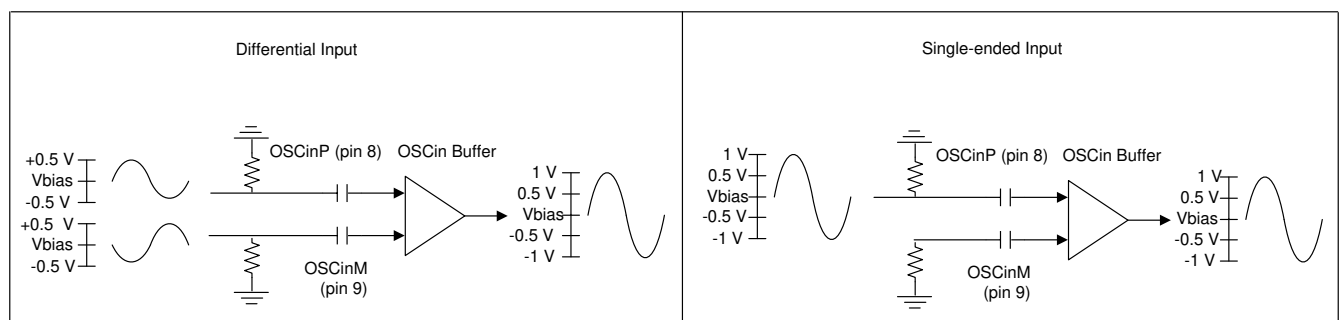 Differential Input
OSCinP (pin 8)
OSCin Buffer
+0.5 V
Vbias
-0.5 V
+0.5 V
Vbias
-0.5 V
OSCinM
(pin 9)
1 V
0.5 V
Vbias
-0.5 V
-1 V
Single-ended Input
1 V
0.5 V
Vbias
-0.5 V
-1 V
OSCinP (pin 8)
OSCin Buffer
OSCinM
(pin 9)
1 V
0.5 V
Vbias
-0.5 V
-1 V